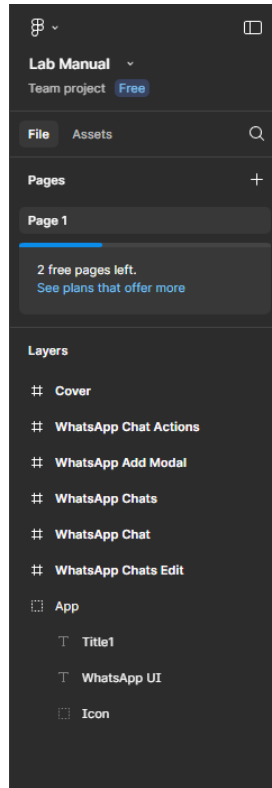 Lab Manual
Team project Free
File Assets
Pages
Page 1
2 free pages left.
See plans that offer more
Layers
Cover
WhatsApp Chat Actions
WhatsApp Add Modal
WhatsApp Chats
WhatsApp Chat
WhatsApp Chats Edit
App
Title1
WhatsApp UI
Icon